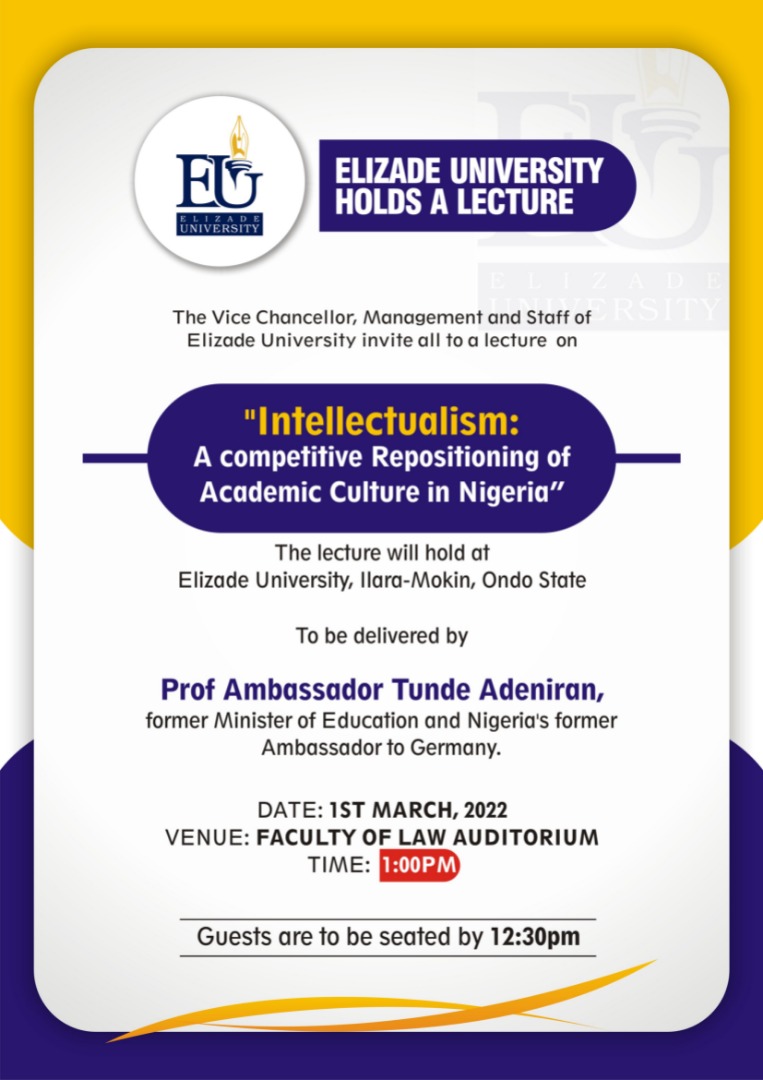 EU
ELIZADE
UNIVERSITY
ELIZADE UNIVERSITY
HOLDS A LECTURE
EU
ELIZADE
UNIVERSITY
The Vice Chancellor, Management and Staff of
Elizade University invite all to a lecture on
"Intellectualism:
A competitive Repositioning of
Academic Culture in Nigeria”
The lecture will hold at
Elizade University, Ilara-Mokin, Ondo State
To be delivered by
Prof Ambassador Tunde Adeniran,
former Minister of Education and Nigeria's former
Ambassador to Germany.
DATE: 1ST MARCH, 2022
VENUE: FACULTY OF LAW AUDITORIUM
TIME: 1:00PM
Guests are to be seated by 12:30pm